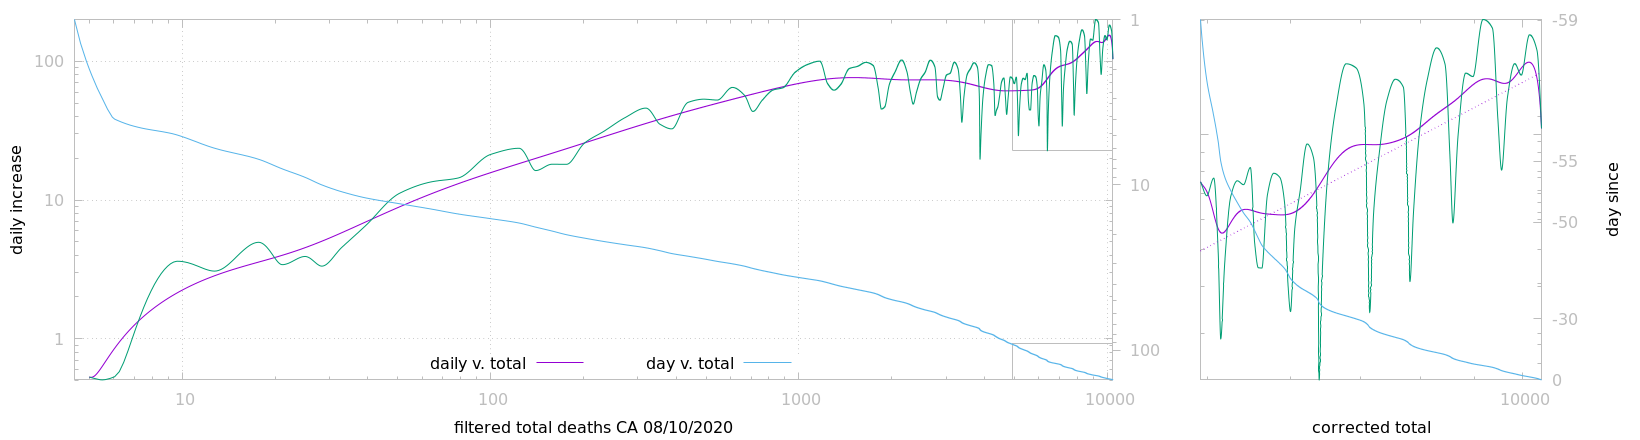 100
10
1
daily increase
10
100
1000
10000
filtered total deaths CA 08/10/2020
daily v. total
day v. total
1
10
100
-59
-55
-50
-30
0
day since
10000
corrected total